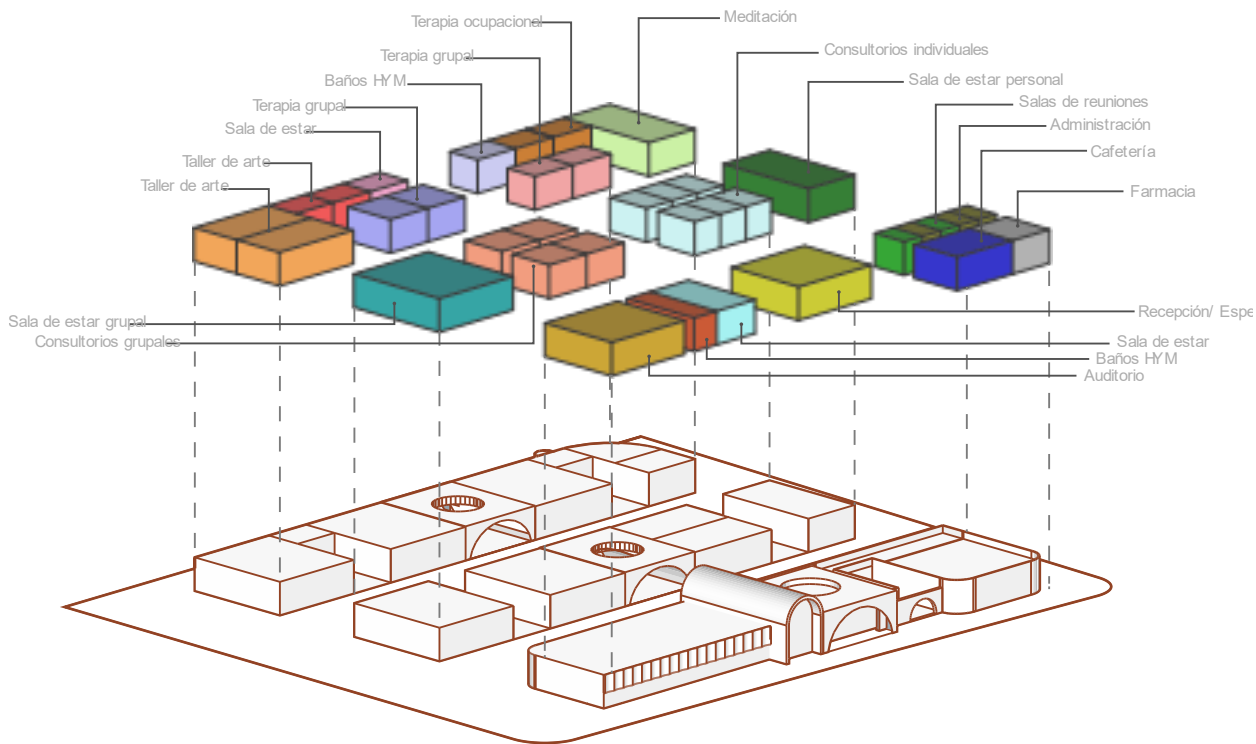 Meditación
Terapia ocupacional
Consultorios individuales
Terapia grupal
Baños HYM
Sala de estar personal
Terapia grupal
Salas de reuniones
Sala de estar
Administración
Cafetería
Taller de arte
Taller de arte
Farmacia
Recepción/ Espe
Sala de estar grupal
Consultorios grupales
Sala de estar
Baños HYM
Auditorio